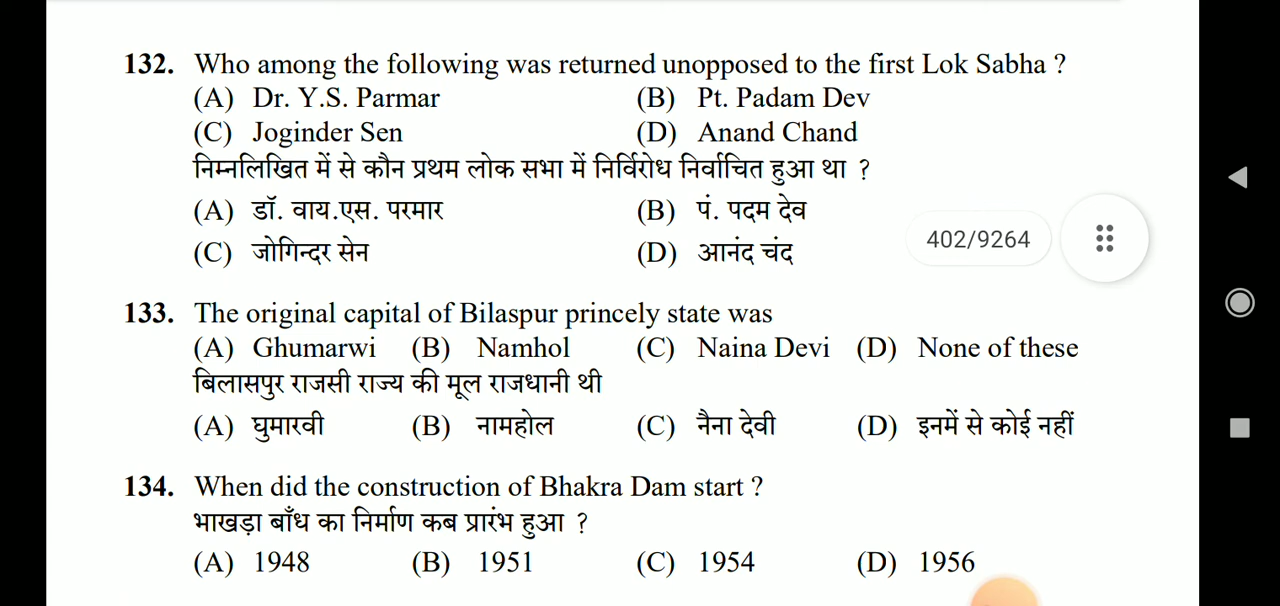 132. Who among the following was returned unopposed to the first Lok Sabha ?
(A) Dr. Y.S. Parmar (B) Pt. Padam Dev
(C) Joginder Sen (D) Anand Chand
निम्नलिखित में से कौन प्रथम लोक सभा में निर्विरोध निर्वाचित हुआ था ?
(A) डॉ. वाय.एस. परमार (B) पं. पदम देव
(C) जोगिन्दर सेन (D) आनंद चंद
402/9264
133. The original capital of Bilaspur princely state was
(A) Ghumarwi (B) Namhol (C) Naina Devi (D) None of these
बिलासपुर राजसी राज्य की मूल राजधानी थी
(A) घुमारवी (B) नामहोल (C) नैना देवी (D) इनमें से कोई नहीं
134. When did the construction of Bhakra Dam start ?
भाखड़ा बाँध का निर्माण कब प्रारंभ हुआ ?
(A) 1948 (B) 1951 (C) 1954 (D) 1956